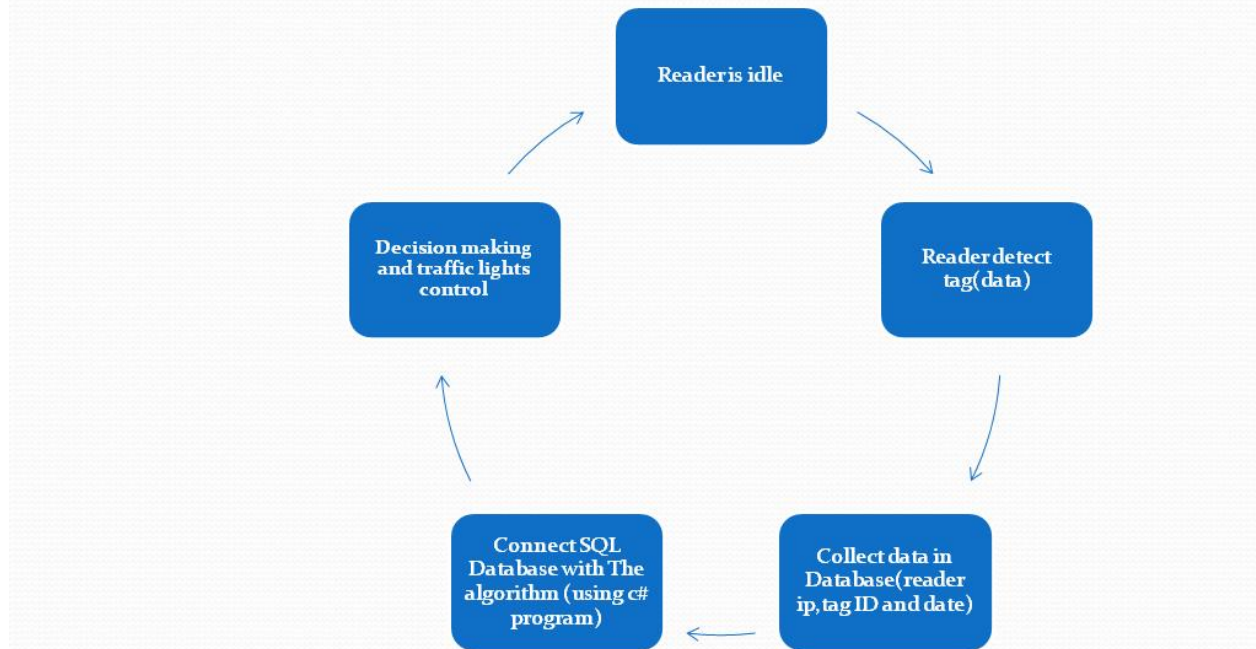 Reader is idle
Reader detect
tag(data)
Collect data in
Database(reader
ip,tag ID and date)
Connect SQL
Database with The
algorithm (using c#
program)
Decision making
and traffic lights
control